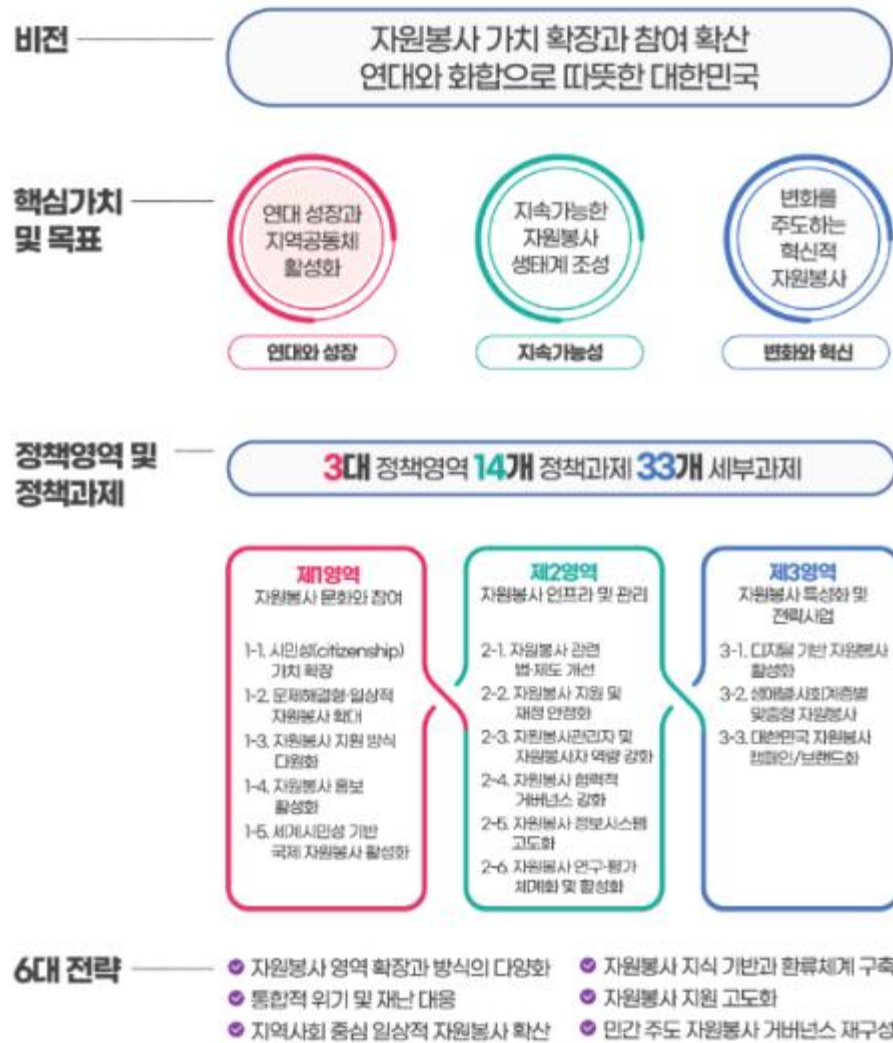 비전
자원봉사 가치 확장과 참여 확산
연대와 화합으로 따뜻한 대한민국
핵심가치
및 목표
연대 성장과
지역공동체
활성화
연대와 성장
지속가능한
자원봉사
생태계 조성
지속가능성
변화를
주도하는
혁신적
자원봉사
변화와 혁신
정책영역 및
정책과제
3대 정책영역 14개 정책과제 33개 세부과제
제1영역
자원봉사 문화와 참여
1-1. 시민성(citizenship)
가치 확장
1-2. 문제해결형·일상적
자원봉사 확대
1-3. 자원봉사 지원 방식
다원화
1-4. 자원봉사 홍보
활성화
1-5. 세계시민성 기반
국제 자원봉사 활성화
제2영역
자원봉사 인프라 및 관리
2-1. 자원봉사 관련
법·제도 개선
2-2. 자원봉사 지원 및
재정 안정화
2-3. 자원봉사관리자 및
자원봉사자 역량 강화
2-4. 자원봉사 협력적
거버넌스 강화
2-5. 자원봉사 정보시스템
고도화
2-6. 자원봉사 연구·평가
체계화 및 활성화
제3영역
자원봉사 특성화 및
전략사업
3-1. 디지털 기반 자원봉사
활성화
3-2. 생애별·사회계층별
맞춤형 자원봉사
3-3. 대한민국 자원봉사
캠페인/브랜드화
6대 전략
자원봉사 영역 확장과 방식의 다양화
통합적 위기 및 재난 대응
지역사회 중심 일상적 자원봉사 확산
자원봉사 지식 기반과 환류체계 구축
자원봉사 지원 고도화
민간 주도 자원봉사 거버넌스 재구성